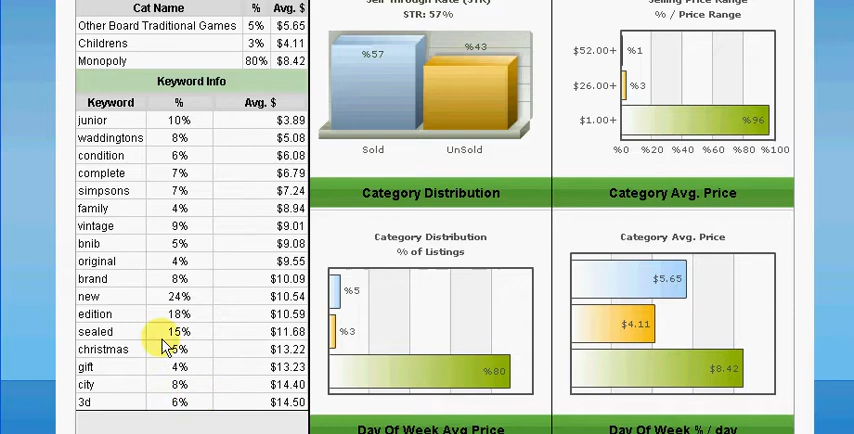 Cat Name % Avg. $
Other Board Traditional Games 5% $5.65
Childrens 3% $4.11
Monopoly 80% $8.42
Keyword Info
Keyword % Avg. $
junior 10% $3.89
waddingtons 8% $5.08
condition 6% $6.08
complete 7% $6.79
simpsons 7% $7.24
family 4% $8.94
vintage 9% $9.01
bnib 5% $9.08
original 4% $9.55
brand 8% $10.09
new 24% $10.54
edition 18% $10.59
sealed 15% $11.68
christmas 5% $13.22
gift 4% $13.23
city 8% $14.40
3d 6% $14.50
Sell Through Rate (STR)
STR: 57%
%57
%43
Sold UnSold
Selling Price Range
% / Price Range
$52.00+ %1
$26.00+ %3
$1.00+ %96
%0 %20 %40 %60 %80 %100
Category Distribution
Category Avg. Price
Category Distribution
% of Listings
%5
%3
%80
Category Avg. Price
$5.65
$4.11
$8.42
Day Of Week Avg Price
Day Of Week % / day